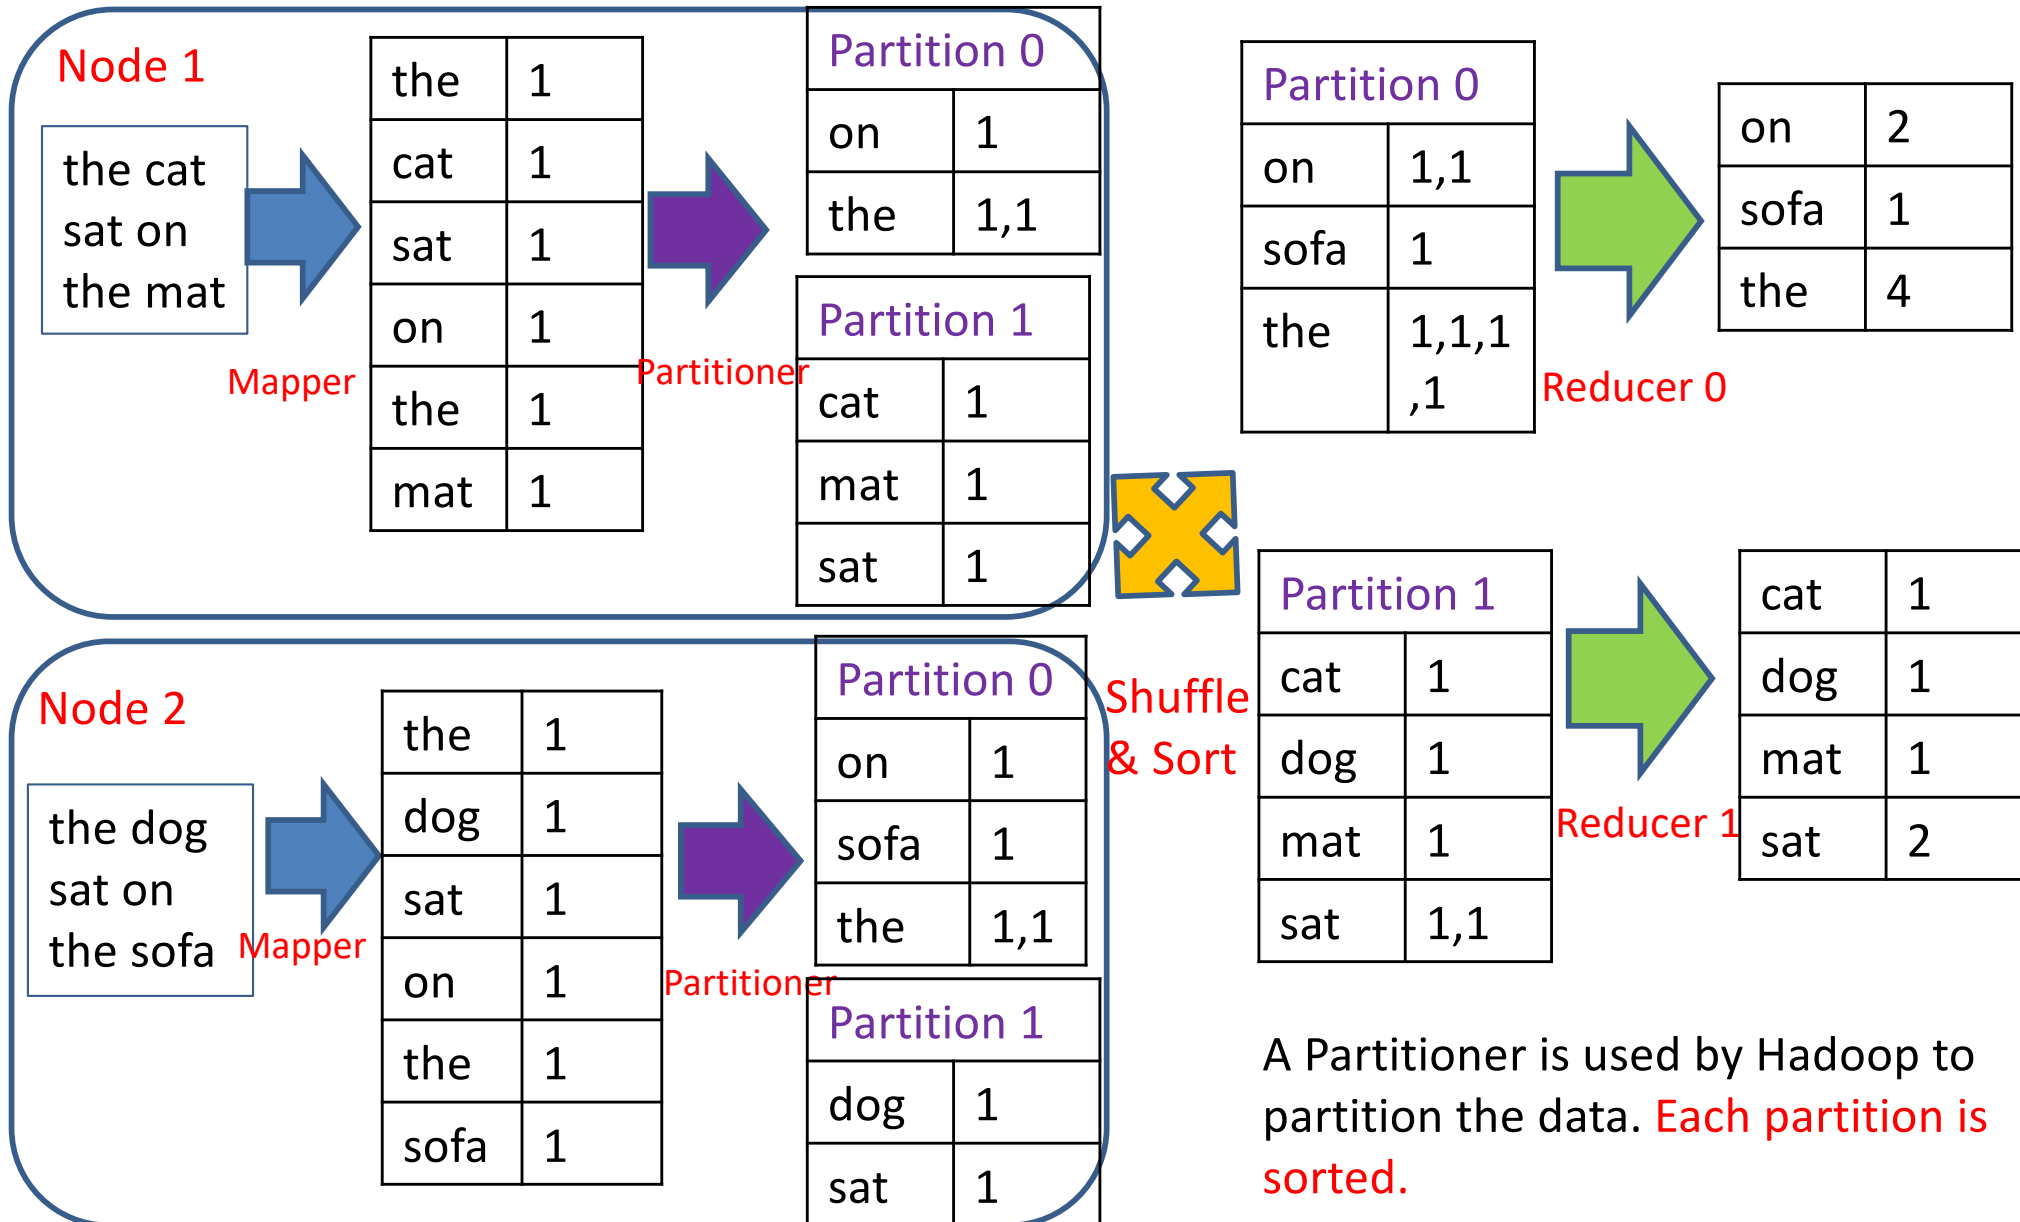 Node 1
the cat
sat on
the mat
Mapper
the 1
cat 1
sat 1
on 1
the 1
mat 1
Partitioner
Partition 0
on 1
the 1,1
Partition 1
cat 1
mat 1
sat 1
Node 2
the dog
sat on
the sofa
Mapper
the 1
dog 1
sat 1
on 1
the 1
sofa 1
Partitioner
Partition 0
on 1
sofa 1
the 1,1
Partition 1
dog 1
sat 1
Shuffle
& Sort
Partition 0
on 1,1
sofa 1
the 1,1,1
,1
Reducer 0
on 2
sofa 1
the 4
Partition 1
cat 1
dog 1
mat 1
sat 1,1
Reducer 1
cat 1
dog 1
mat 1
sat 2
A Partitioner is used by Hadoop to
partition the data. Each partition is
sorted.